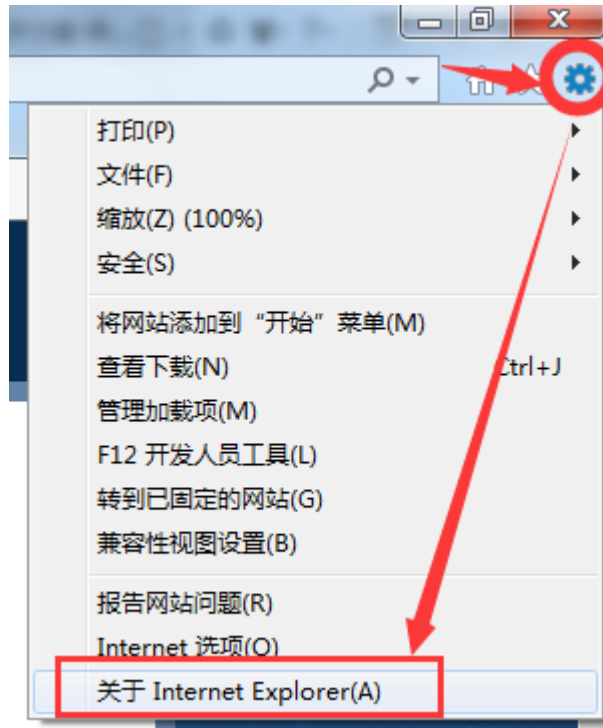 打印(P)
文件(F)
缩放(Z) (100%)
安全(S)
将网站添加到“开始”菜单(M)
查看下载(N) Ctrl+J
管理加载项(M)
F12 开发人员工具(L)
转到已固定的网站(G)
兼容性视图设置(B)
报告网站问题(R)
Internet 选项(O)
关于 Internet Explorer(A)